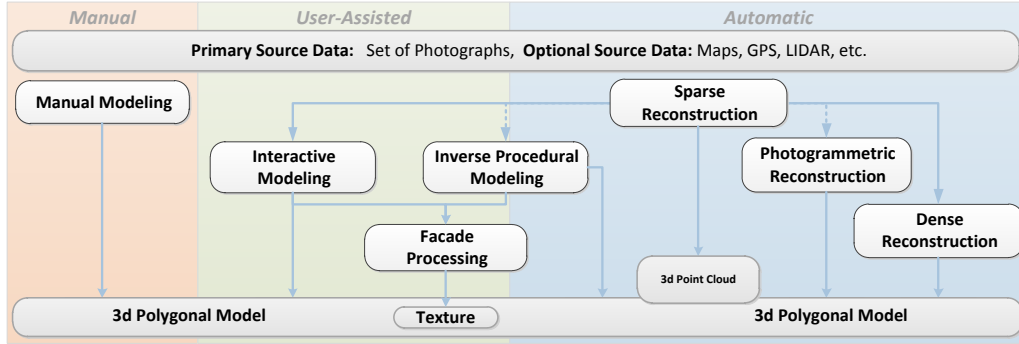 Manual
User-Assisted
Automatic
Primary Source Data: Set of Photographs, Optional Source Data: Maps, GPS, LIDAR, etc.
Manual Modeling
Sparse
Reconstruction
Interactive
Modeling
Inverse Procedural
Modeling
Photogrammetric
Reconstruction
Facade
Processing
Dense
Reconstruction
3d Point Cloud
3d Polygonal Model
Texture
3d Polygonal Model